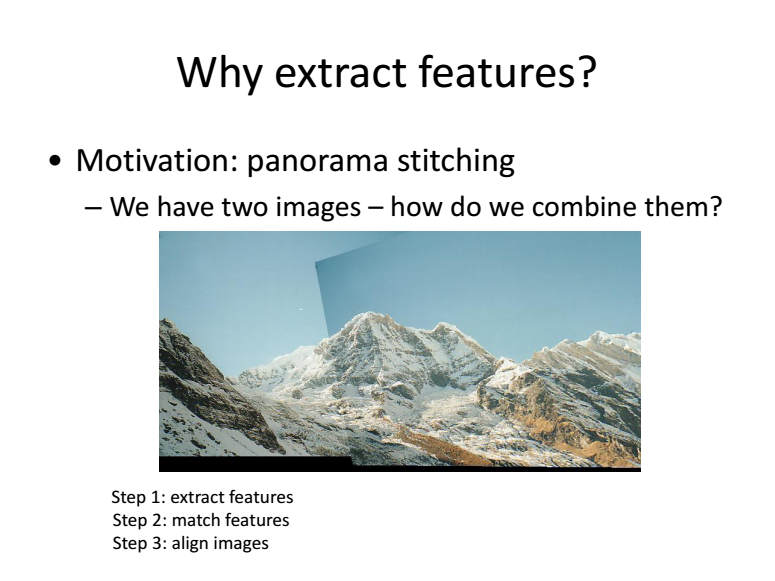 Why extract features?
• Motivation: panorama stitching
– We have two images – how do we combine them?
Step 1: extract features
Step 2: match features
Step 3: align images